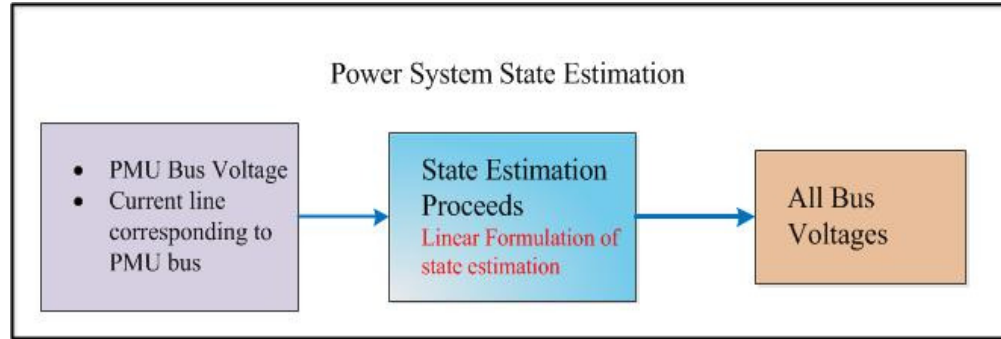 Power System State Estimation
• PMU Bus Voltage
• Current line
corresponding to
PMU bus
State Estimation
Proceeds
Linear Formulation of
state estimation
All Bus
Voltages